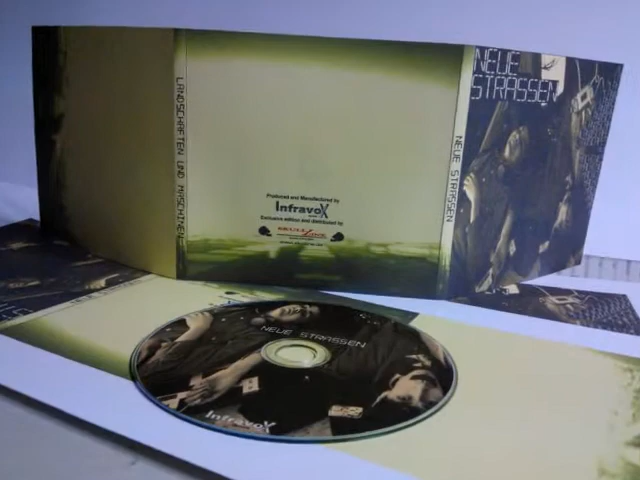 NEUE
STRASSEN
LANDSCHAFTEN UND MASCHINEN
NEUE STRASSEN
Produced and Manufactured by
Infravox
Exclusive edition and distributed by
NEUE STRASSEN
Infravox